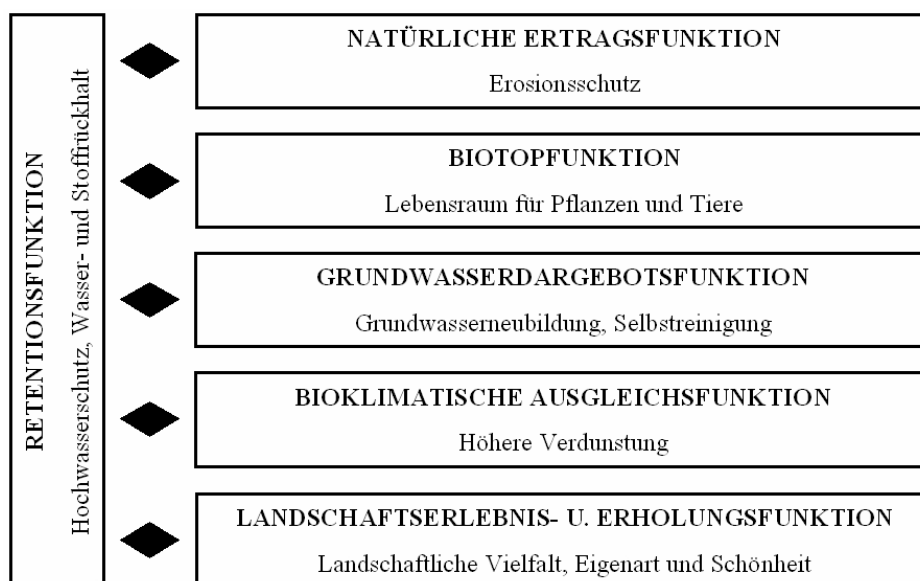 RETENTIONSFUNKTION
Hochwasserschutz, Wasser- und Stoffrückhalt
NATÜRLICHE ERTRAGSFUNKTION
Erosionsschutz
BIOTOPFUNKTION
Lebensraum für Pflanzen und Tiere
GRUNDWASSERDARGEBOTSFUNKTION
Grundwasserneubildung, Selbstreinigung
BIOKLIMATISCHE AUSGLEICHSFUNKTION
Höhere Verdunstung
LANDSCHAFTSERLEBNIS- U. ERHOLUNGSFUNKTION
Landschaftliche Vielfalt, Eigenart und Schönheit